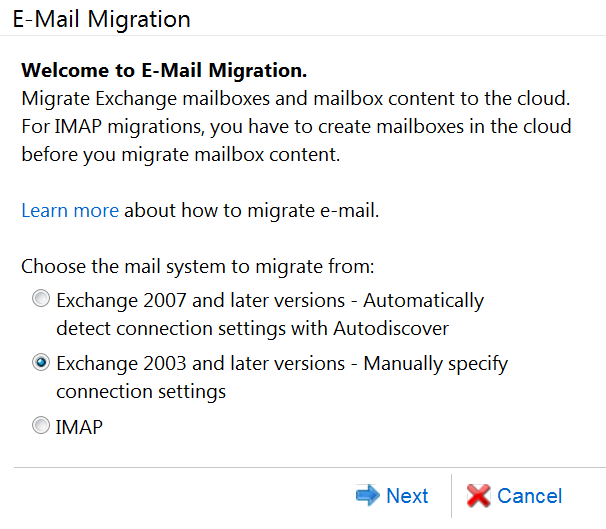 E-Mail Migration
Welcome to E-Mail Migration.
Migrate Exchange mailboxes and mailbox content to the cloud.
For IMAP migrations, you have to create mailboxes in the cloud
before you migrate mailbox content.
Learn more about how to migrate e-mail.
Choose the mail system to migrate from:
Exchange 2007 and later versions - Automatically
detect connection settings with Autodiscover
Exchange 2003 and later versions - Manually specify
connection settings
IMAP
Next Cancel